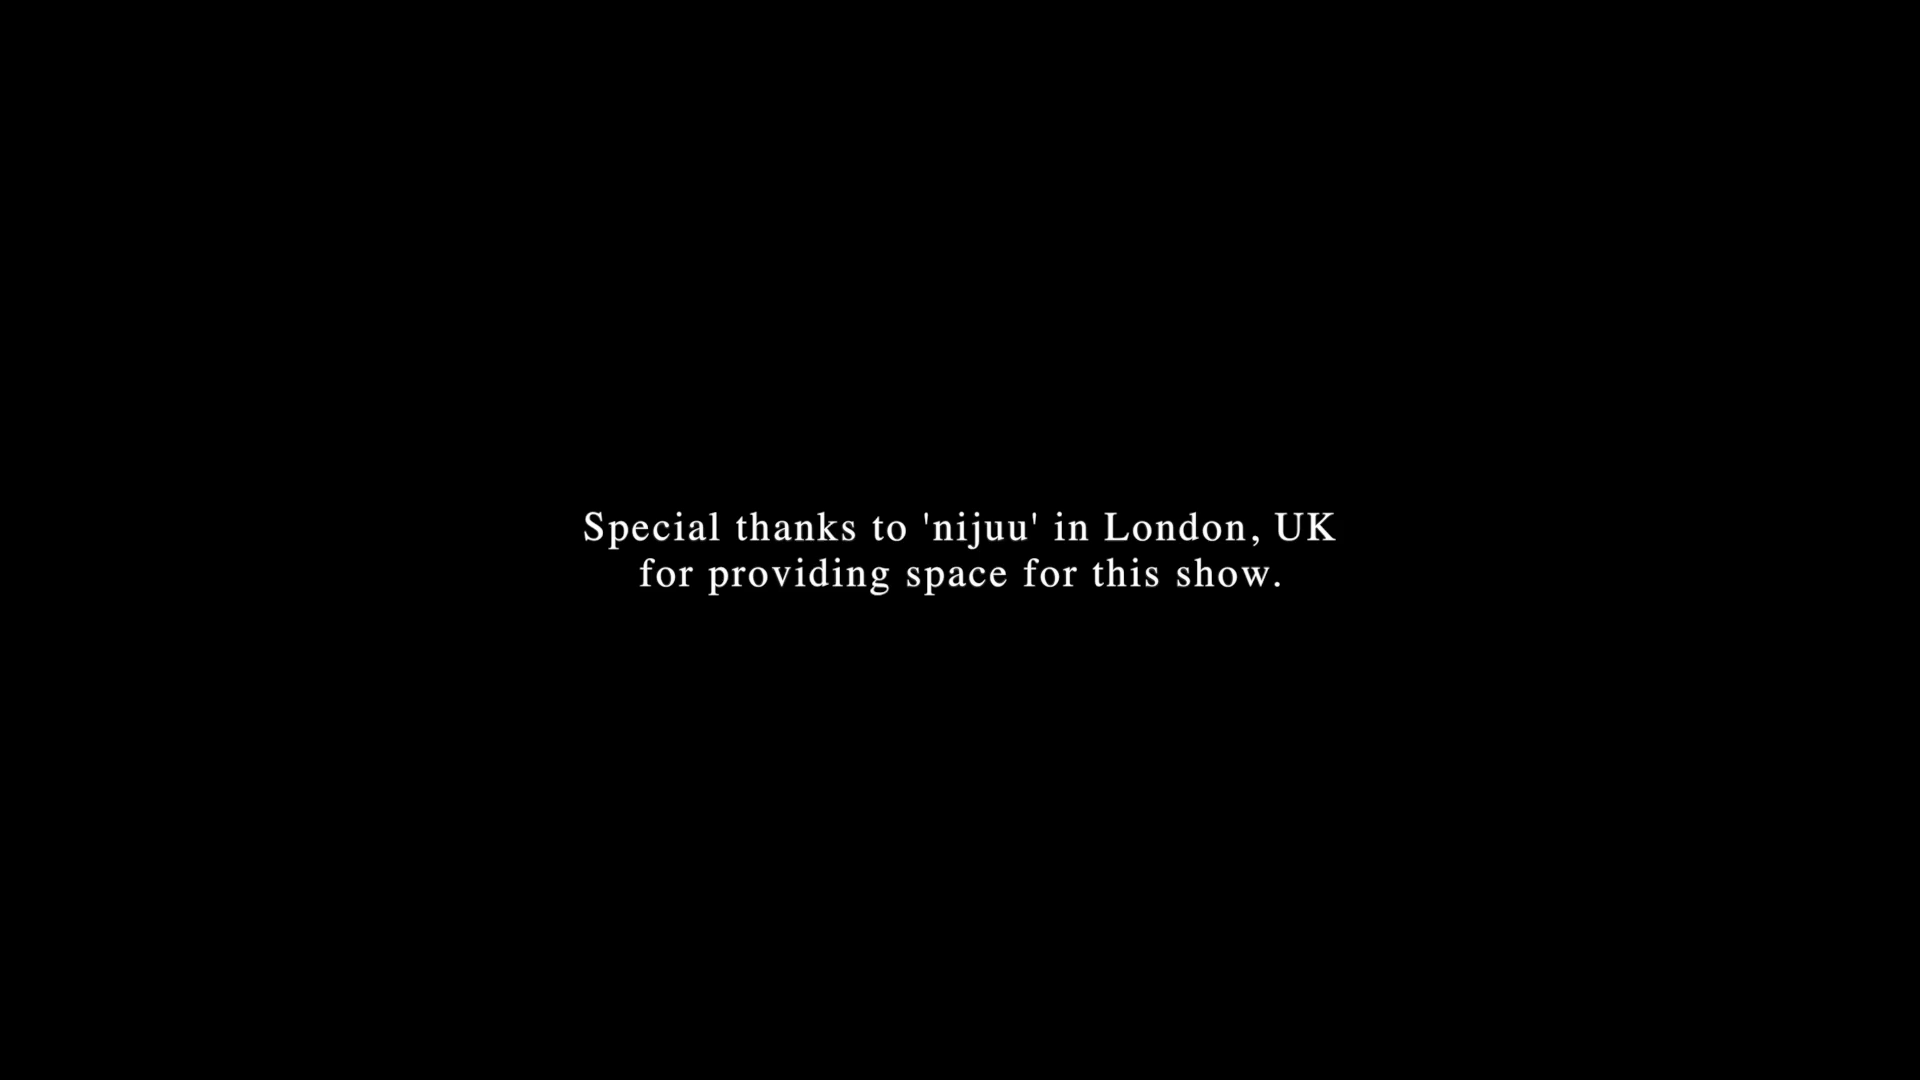 Special thanks to 'nijuu' in London, UK
for providing space for this show.